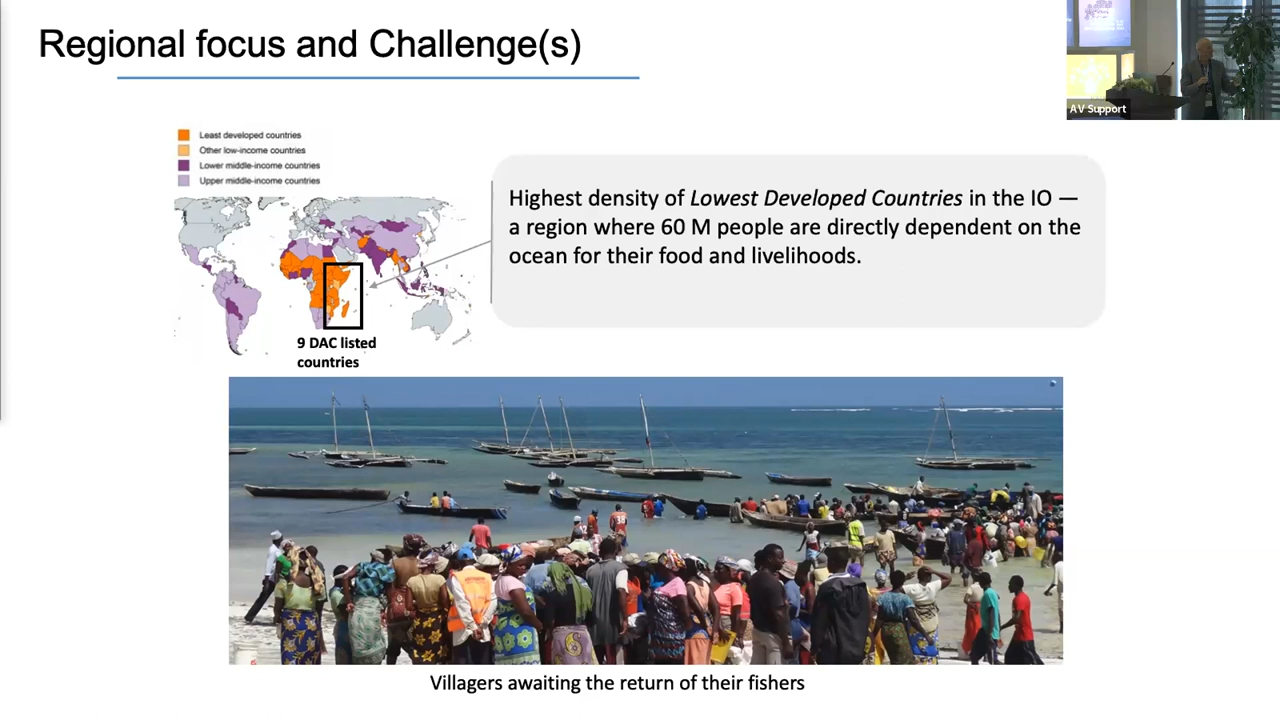 Regional focus and Challenge(s)
AV Support
Least developed countries
Other low-income countries
Lower middle-income countries
Upper middle-income countries
Highest density of Lowest Developed Countries in the IO —
a region where 60 M people are directly dependent on the
ocean for their food and livelihoods.
9 DAC listed
countries
38
Villagers awaiting the return of their fishers